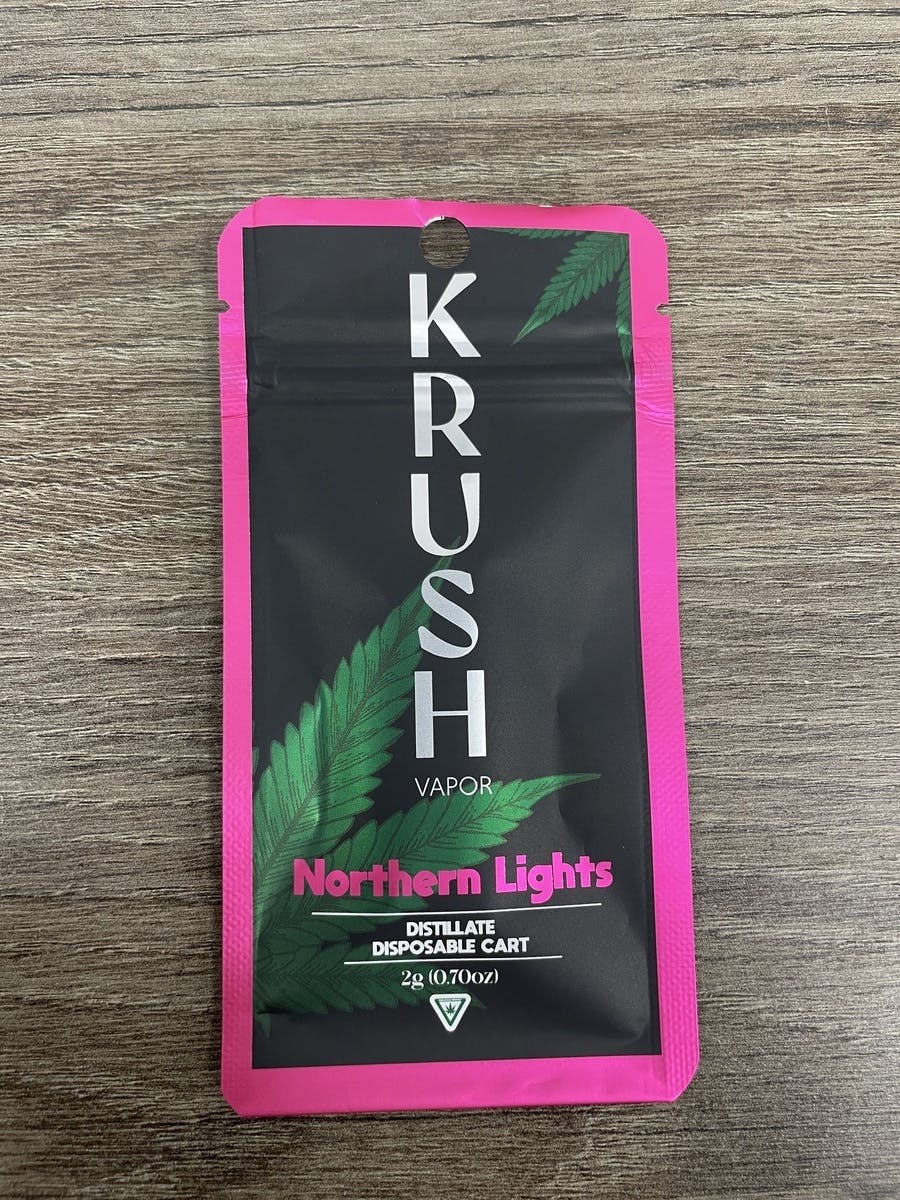 KRUSH
VAPOR
Northern Lights
DISTILLATE
DISPOSABLE CART
2g (0.70oz)